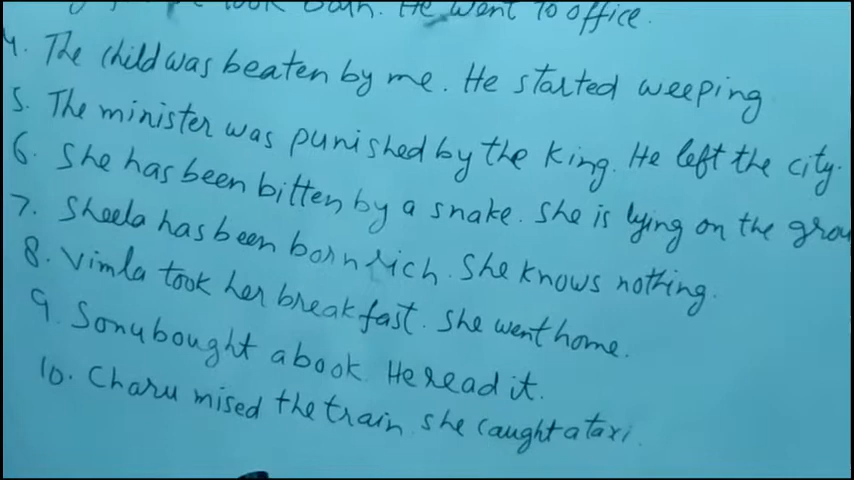 took bath. He went to office.
4. The child was beaten by me. He started weeping
5. The minister was punished by the king. He left the city.
6. She has been bitten by a snake. She is lying on the grou
7. Sheela has been born rich. She knows nothing.
8. Vimla took her breakfast. She went home.
9. Sonu bought a book. He read it.
10. Charu mised the train she caught a taxi.